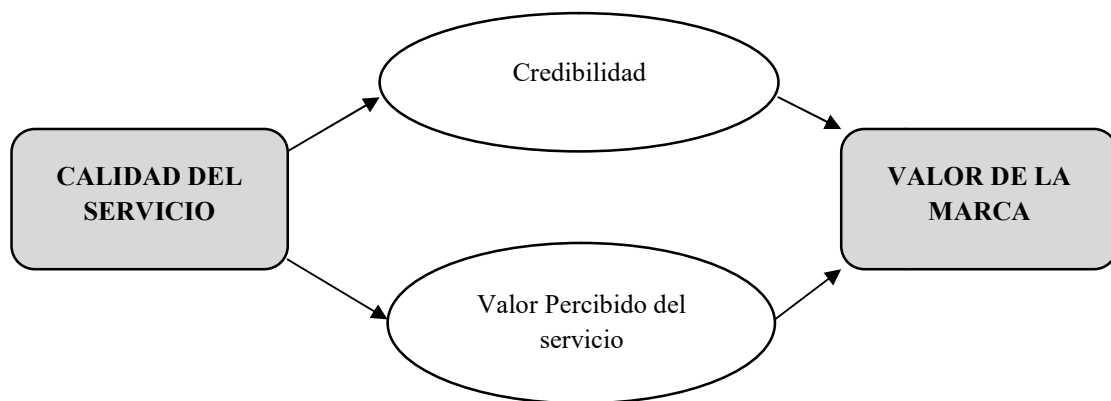 Credibilidad
CALIDAD DEL
SERVICIO
VALOR DE LA
MARCA
Valor Percibido del
servicio